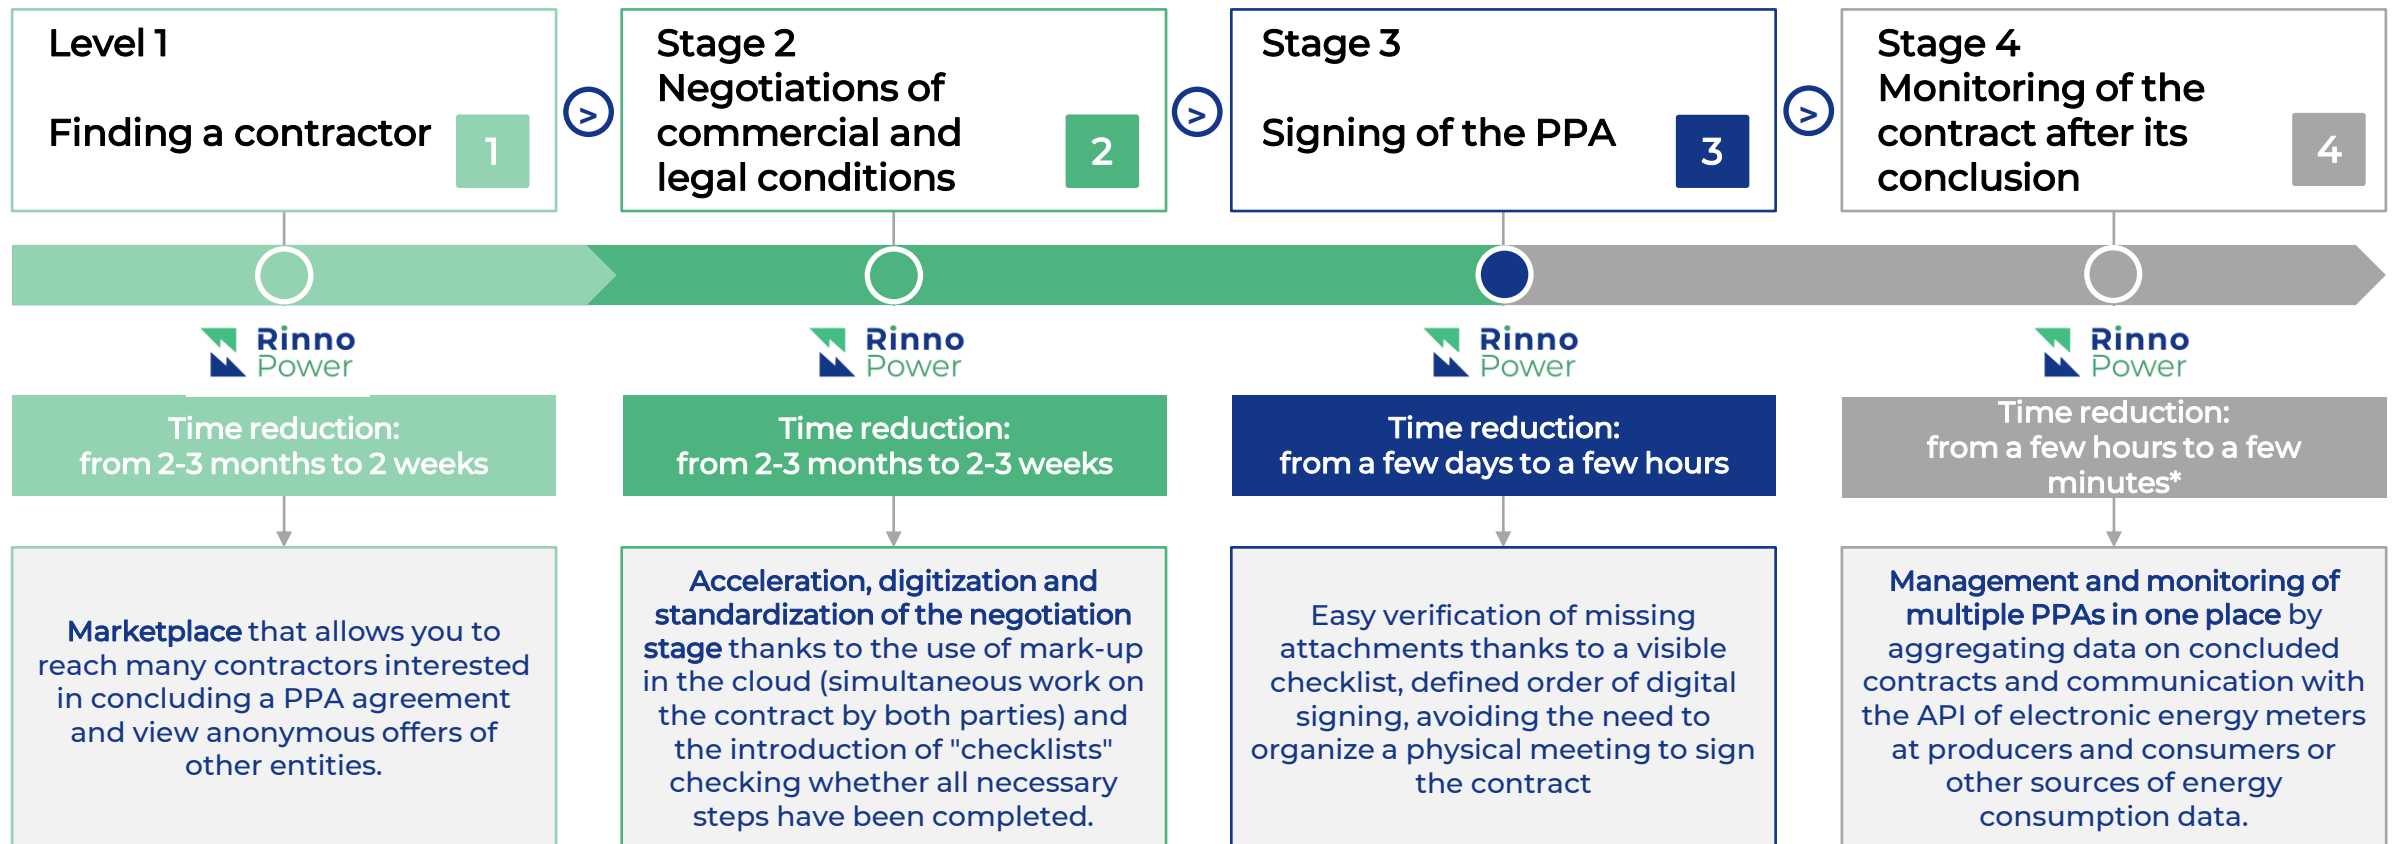 Level 1
Finding a contractor
1
>
Stage 2
Negotiations of
commercial and
legal conditions
2
>
Stage 3
Signing of the PPA
3
>
Stage 4
Monitoring of the
contract after its
conclusion
4
Rinno
Power
Rinno
Power
Rinno
Power
Rinno
Power
Time reduction:
from 2-3 months to 2 weeks
Time reduction:
from 2-3 months to 2-3 weeks
Time reduction:
from a few days to a few hours
Time reduction:
from a few hours to a few
minutes*
Marketplace that allows you to
reach many contractors interested
in concluding a PPA agreement
and view anonymous offers of
other entities.
Acceleration, digitization and
standardization of the negotiation
stage thanks to the use of mark-up
in the cloud (simultaneous work on
the contract by both parties) and
the introduction of "checklists"
checking whether all necessary
steps have been completed.
Easy verification of missing
attachments thanks to a visible
checklist, defined order of digital
signing, avoiding the need to
organize a physical meeting to sign
the contract
Management and monitoring of
multiple PPAs in one place by
aggregating data on concluded
contracts and communication with
the API of electronic energy meters
at producers and consumers or
other sources of energy
consumption data.